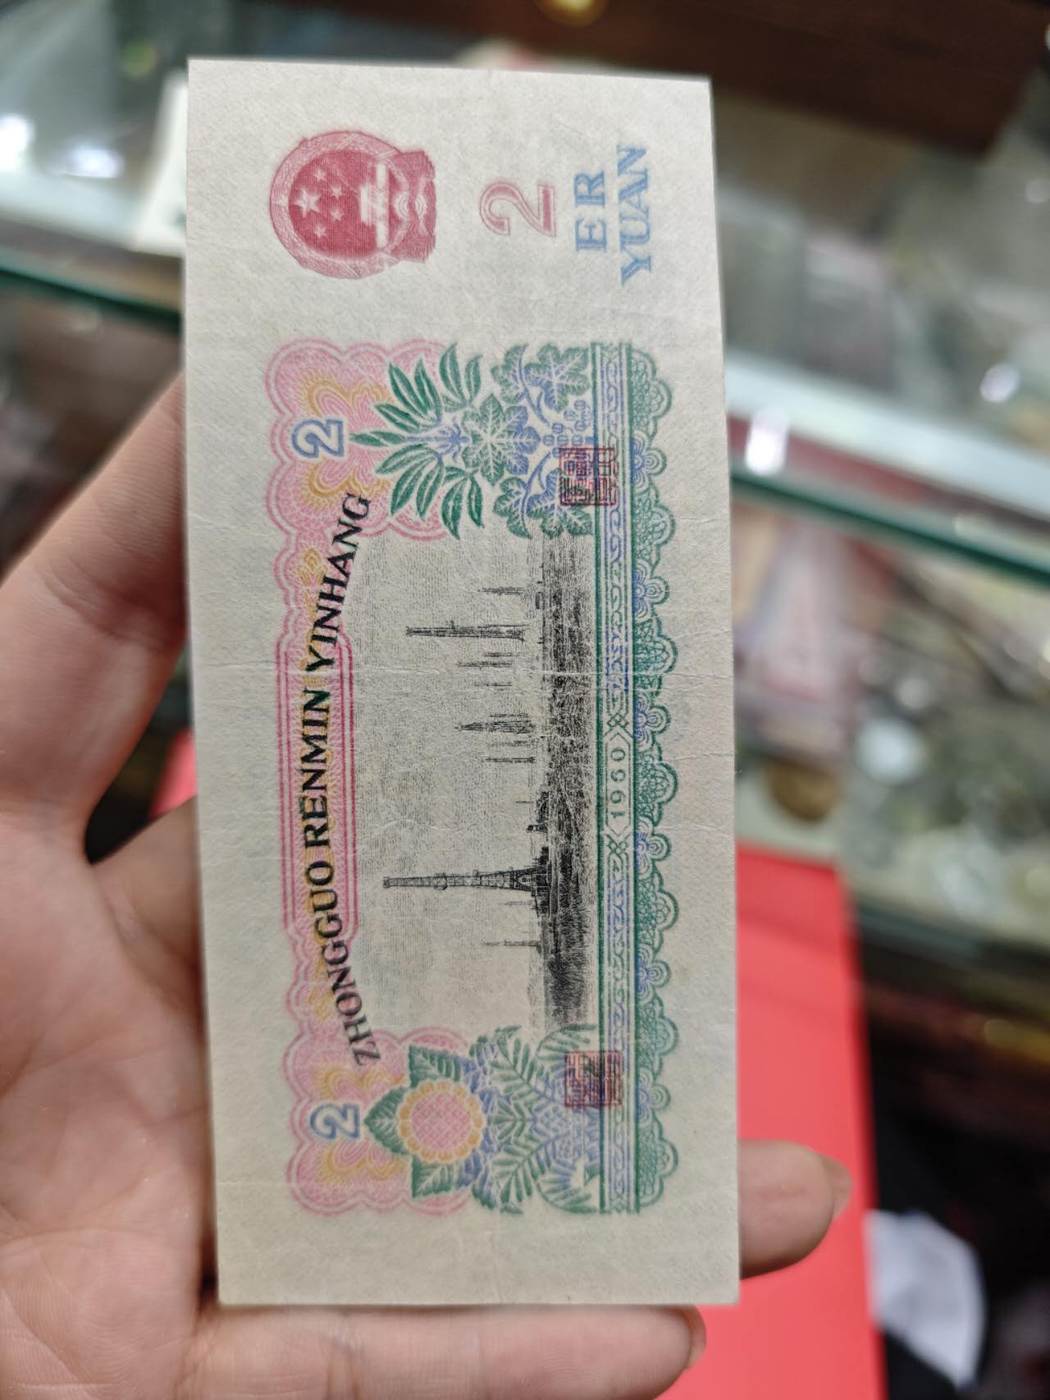 ZHONGGUO RENMIN YINHANG
2
2
2
ER
YUAN
1960